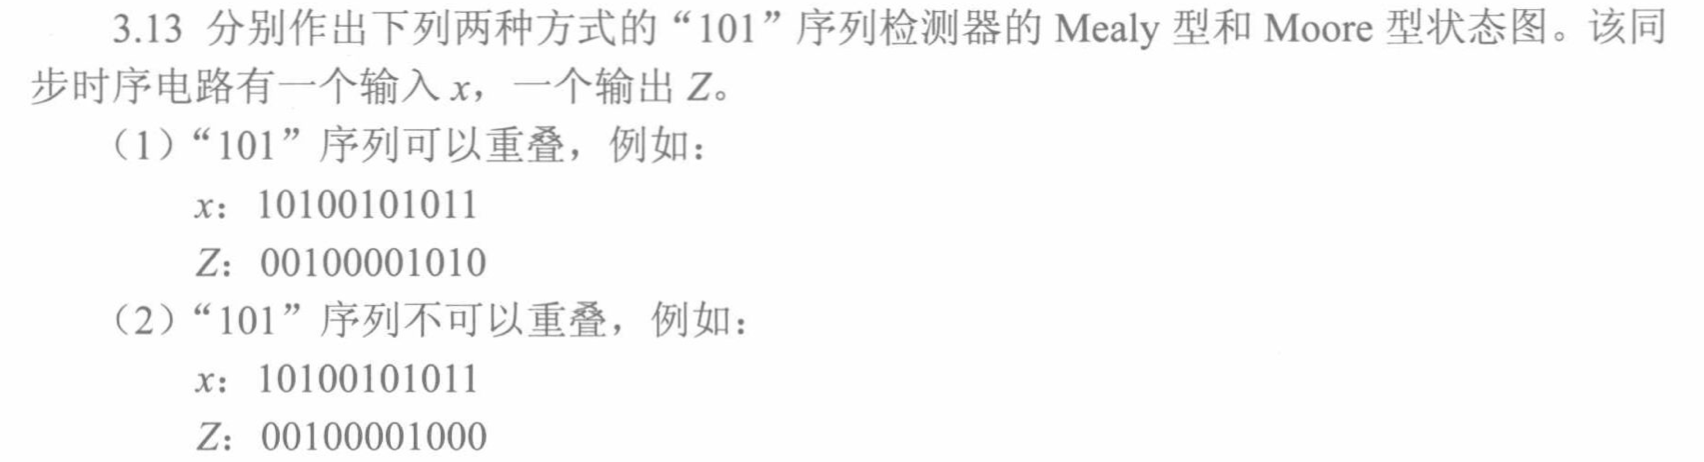 3.13 分别作出下列两种方式的“101”序列检测器的 Mealy 型和 Moore 型状态图。该同
步时序电路有一个输入 x，一个输出 Z。
（1）“101”序列可以重叠，例如：
x：10100101011
Z：00100001010
（2）“101”序列不可以重叠，例如：
x：10100101011
Z：00100001000